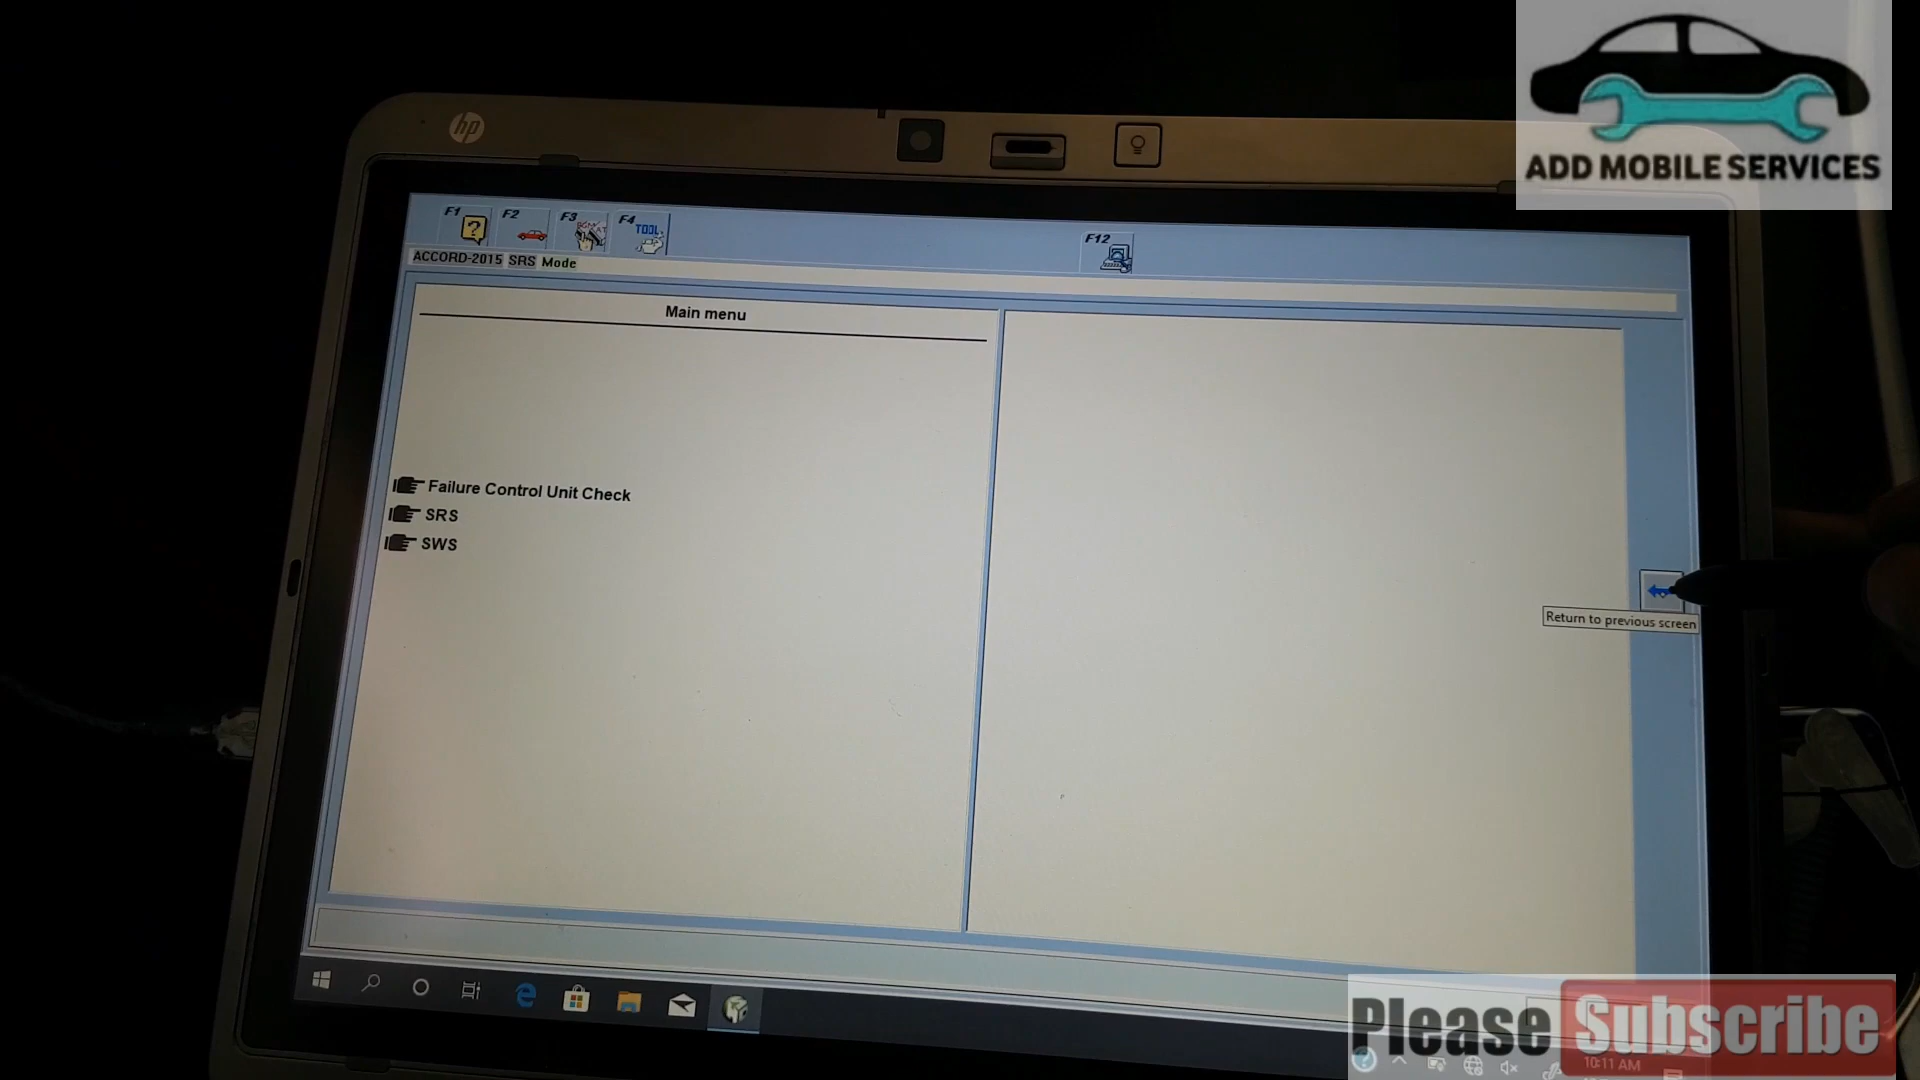 ADD MOBILE SERVICES
hp
F1 F2 F3 F4 TOOL F12
ACCORD-2015 SRS Mode
Main menu
Failure Control Unit Check
SRS
SWS
Return to previous screen
Please Subscribe
10:11 AM